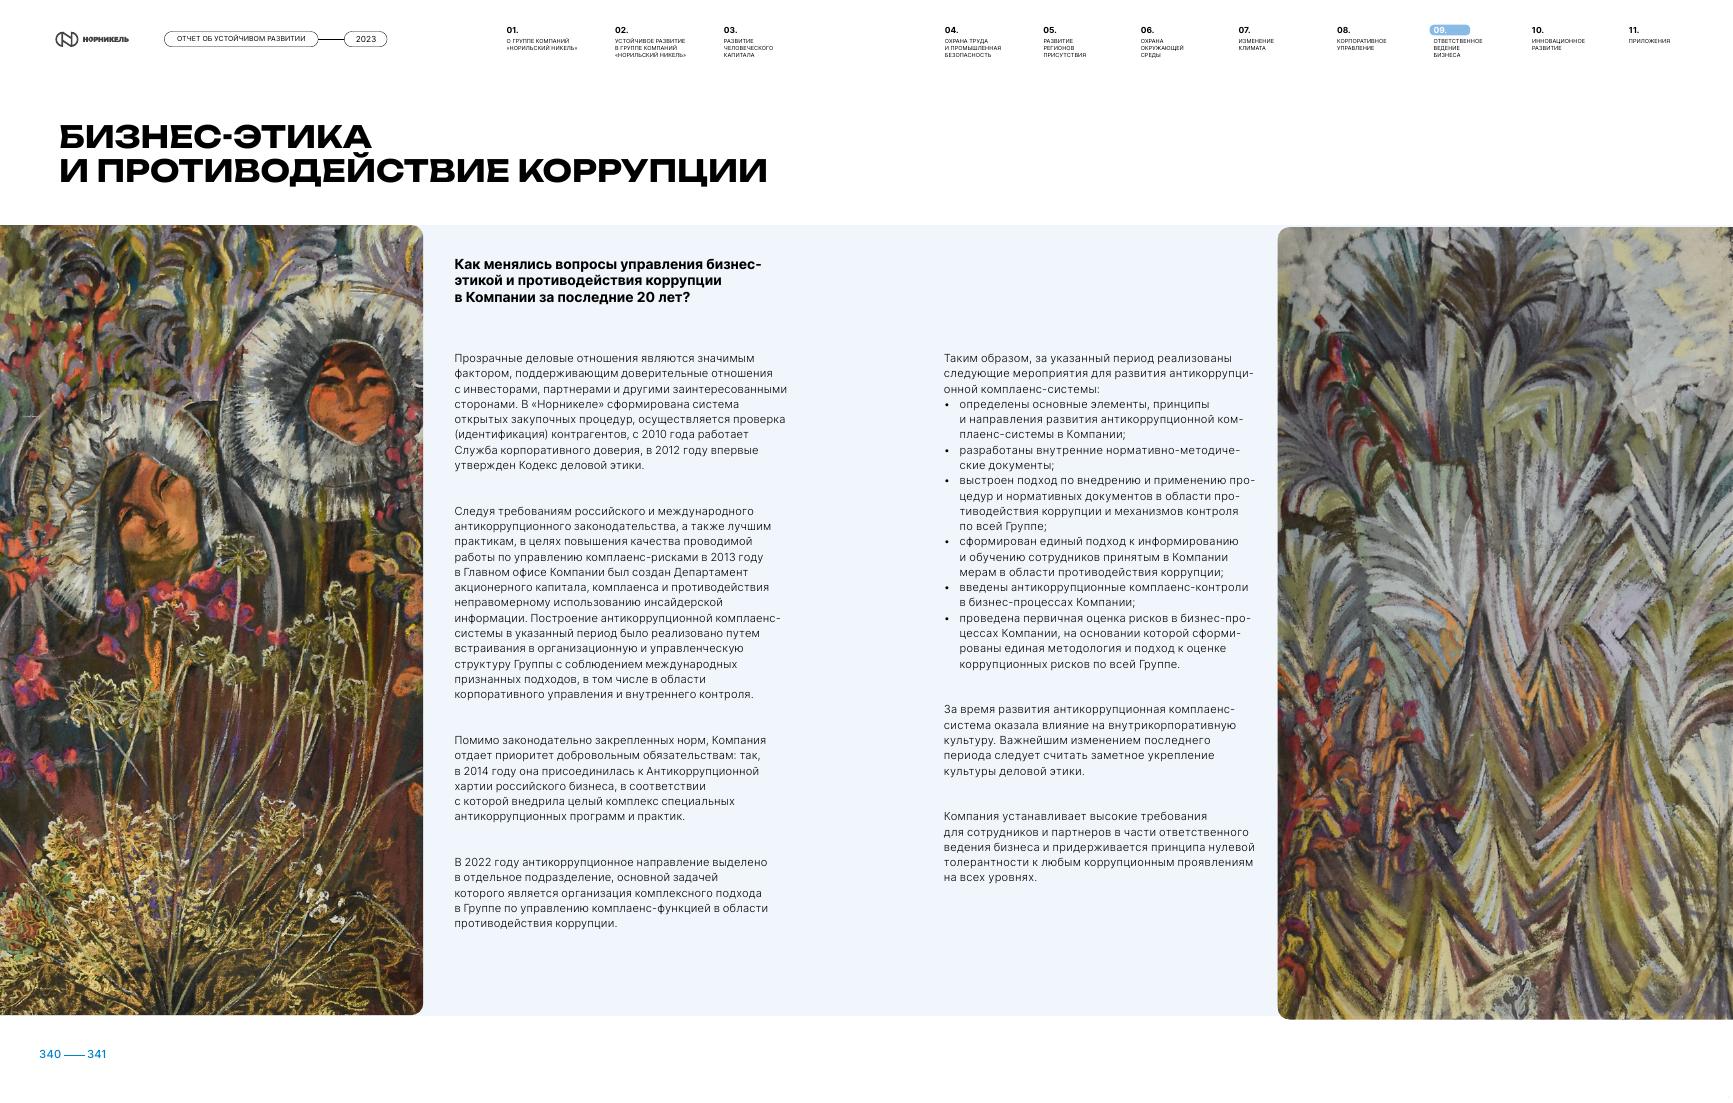 НОРНИКЕЛЬ
ОТЧЕТ ОБ УСТОЙЧИВОМ РАЗВИТИИ
2023
01.
О ГРУППЕ КОМПАНИЙ
«НОРИЛЬСКИЙ НИКЕЛЬ»
02.
УСТОЙЧИВОЕ РАЗВИТИЕ
В ГРУППЕ КОМПАНИЙ
«НОРИЛЬСКИЙ НИКЕЛЬ»
03.
РАЗВИТИЕ
ЧЕЛОВЕЧЕСКОГО
КАПИТАЛА
04.
ОХРАНА ТРУДА
И ПРОМЫШЛЕННАЯ
БЕЗОПАСНОСТЬ
05.
РАЗВИТИЕ
РЕГИОНОВ
ПРИСУТСТВИЯ
06.
ОХРАНА
ОКРУЖАЮЩЕЙ
СРЕДЫ
07.
ИЗМЕНЕНИЕ
КЛИМАТА
08.
КОРПОРАТИВНОЕ
УПРАВЛЕНИЕ
09.
ОТВЕТСТВЕННОЕ
ВЕДЕНИЕ
БИЗНЕСА
10.
ИННОВАЦИОННОЕ
РАЗВИТИЕ
11.
ПРИЛОЖЕНИЯ
БИЗНЕС-ЭТИКА
И ПРОТИВОДЕЙСТВИЕ КОРРУПЦИИ
Как менялись вопросы управления бизнес-
этикой и противодействия коррупции
в Компании за последние 20 лет?
Прозрачные деловые отношения являются значимым
фактором, поддерживающим доверительные отношения
с инвесторами, партнерами и другими заинтересованными
сторонами. В «Норникеле» сформирована система
открытых закупочных процедур, осуществляется проверка
(идентификация) контрагентов, с 2010 года работает
Служба корпоративного доверия, в 2012 году впервые
утвержден Кодекс деловой этики.
Следуя требованиям российского и международного
антикоррупционного законодательства, а также лучшим
практикам, в целях повышения качества проводимой
работы по управлению комплаенс-рисками в 2013 году
в Главном офисе Компании был создан Департамент
акционерного капитала, комплаенса и противодействия
неправомерному использованию инсайдерской
информации. Построение антикоррупционной комплаенс-
системы в указанный период было реализовано путем
встраивания в организационную и управленческую
структуру Группы с соблюдением международных
признанных подходов, в том числе в области
корпоративного управления и внутреннего контроля.
Помимо законодательно закрепленных норм, Компания
отдает приоритет добровольным обязательствам: так,
в 2014 году она присоединилась к Антикоррупционной
хартии российского бизнеса, в соответствии
с которой внедрила целый комплекс специальных
антикоррупционных программ и практик.
В 2022 году антикоррупционное направление выделено
в отдельное подразделение, основной задачей
которого является организация комплексного подхода
в Группе по управлению комплаенс-функцией в области
противодействия коррупции.
Таким образом, за указанный период реализованы
следующие мероприятия для развития антикоррупци-
онной комплаенс-системы:
• определены основные элементы, принципы
и направления развития антикоррупционной ком-
плаенс-системы в Компании;
• разработаны внутренние нормативно-методиче-
ские документы;
• выстроен подход по внедрению и применению про-
цедур и нормативных документов в области про-
тиводействия коррупции и механизмов контроля
по всей Группе;
• сформирован единый подход к информированию
и обучению сотрудников принятым в Компании
мерам в области противодействия коррупции;
• введены антикоррупционные комплаенс-контроли
в бизнес-процессах Компании;
• проведена первичная оценка рисков в бизнес-про-
цессах Компании, на основании которой сформи-
рованы единая методология и подход к оценке
коррупционных рисков по всей Группе.
За время развития антикоррупционная комплаенс-
система оказала влияние на внутрикорпоративную
культуру. Важнейшим изменением последнего
периода следует считать заметное укрепление
культуры деловой этики.
Компания устанавливает высокие требования
для сотрудников и партнеров в части ответственного
ведения бизнеса и придерживается принципа нулевой
толерантности к любым коррупционным проявлениям
на всех уровнях.
340 — 341